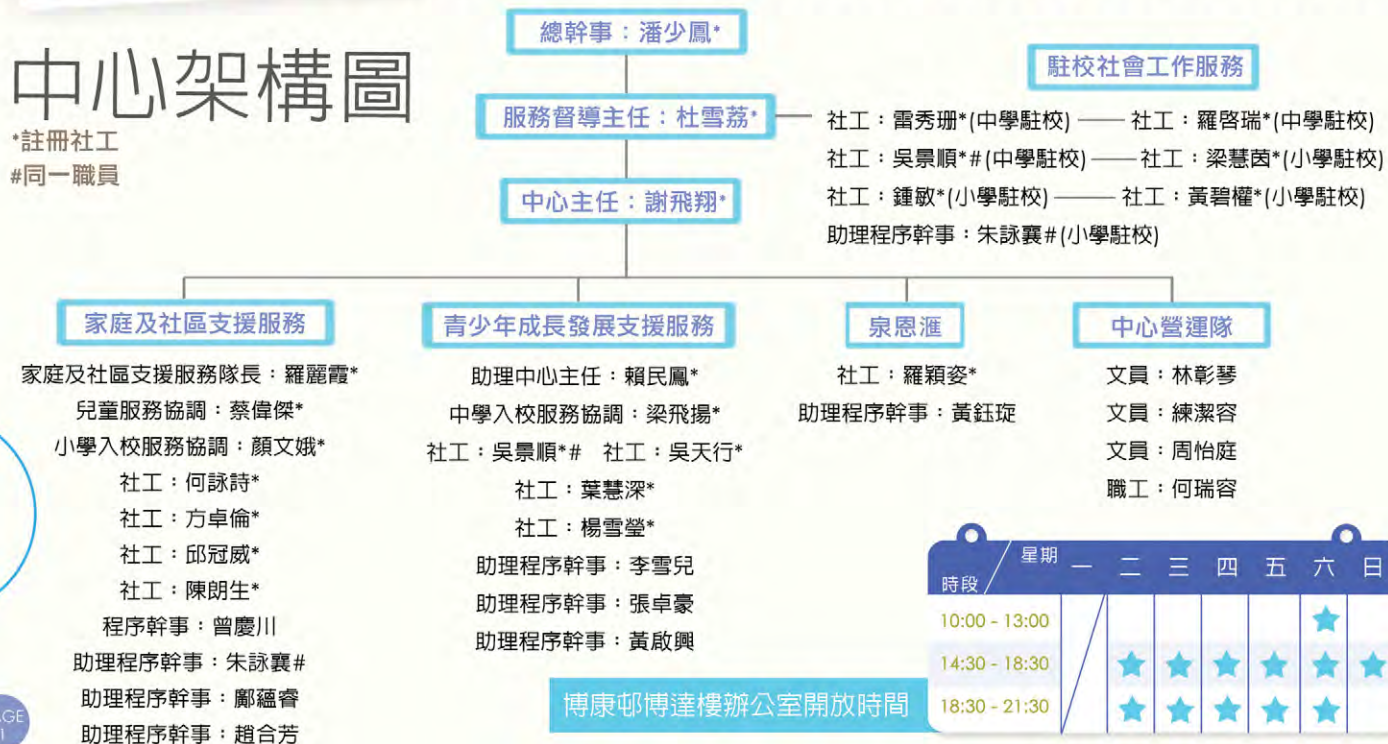 中心架構圖
*註冊社工
#同一職員
總幹事：潘少鳳*
服務督導主任：杜雪荔*
中心主任：謝飛翔*
駐校社會工作服務
社工：雷秀珊*(中學駐校) —— 社工：羅啓瑞*(中學駐校)
社工：吳景順*#(中學駐校) —— 社工：梁慧茵*(小學駐校)
社工：鍾敏*(小學駐校) —— 社工：黃碧權*(小學駐校)
助理程序幹事：朱詠襄#(小學駐校)
家庭及社區支援服務
家庭及社區支援服務隊長：羅麗霞*
兒童服務協調：蔡偉傑*
小學入校服務協調：顏文娥*
社工：何詠詩*
社工：方卓倫*
社工：邱冠威*
社工：陳朗生*
程序幹事：曾慶川
助理程序幹事：朱詠襄#
助理程序幹事：鄺蘊睿
助理程序幹事：趙合芳
青少年成長發展支援服務
助理中心主任：賴民鳳*
中學入校服務協調：梁飛揚*
社工：吳景順*# 社工：吳天行*
社工：葉慧深*
社工：楊雪瑩*
助理程序幹事：李雪兒
助理程序幹事：張卓豪
助理程序幹事：黃啟興
泉恩滙
社工：羅穎姿*
助理程序幹事：黃鈺琁
中心營運隊
文員：林彰琴
文員：練潔容
文員：周怡庭
職工：何瑞容
博康邨博達樓辦公室開放時間
時段 / 星期 一 二 三 四 五 六 日
10:00 - 13:00 ★
14:30 - 18:30 ★ ★ ★ ★ ★ ★
18:30 - 21:30 ★ ★ ★ ★ ★